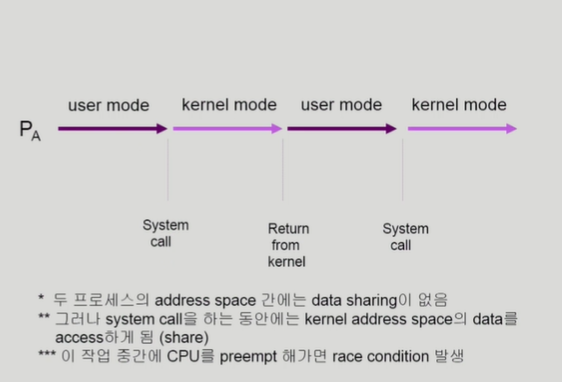 user mode kernel mode user mode kernel mode
PA
System call
Return from kernel
System call
* 두 프로세스의 address space 간에는 data sharing이 없음
** 그러나 system call을 하는 동안에는 kernel address space의 data를
access하게 됨 (share)
*** 이 작업 중간에 CPU를 preempt 해가면 race condition 발생